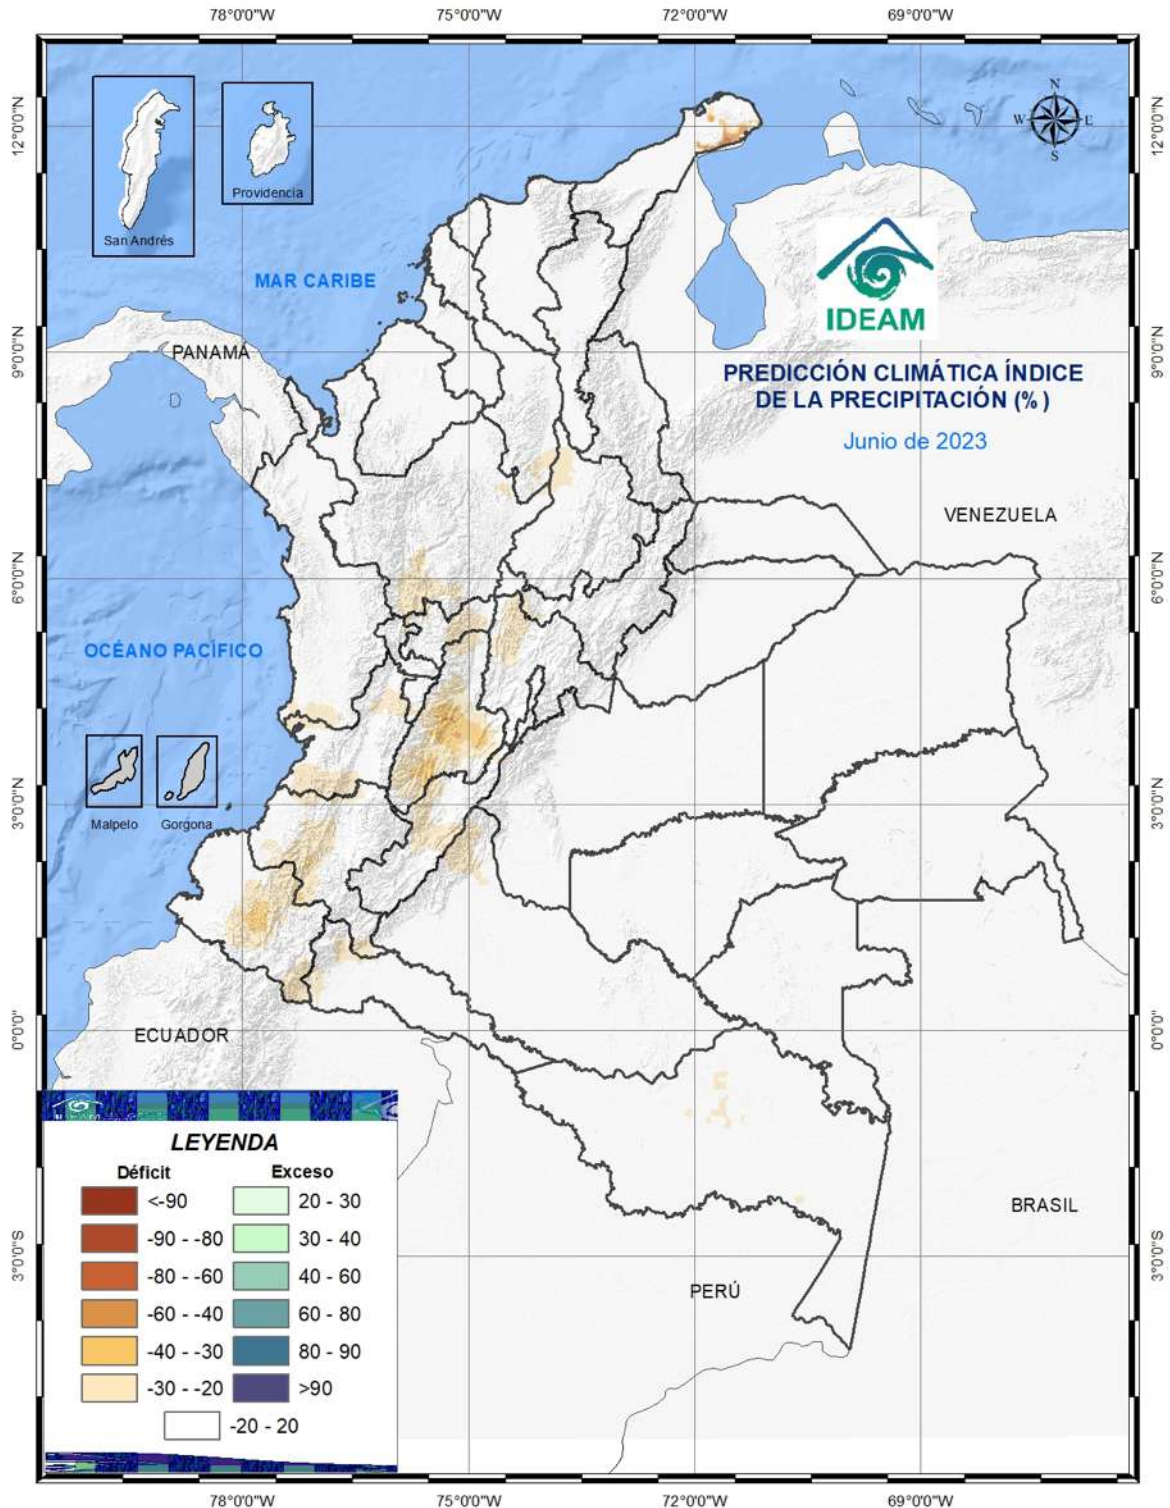 78°0'0"W
75°0'0"W
72°0'0"W
69°0'0"W
12°0'0"N
12°0'0"N
N
W
E
S
San Andrés
Providencia
MAR CARIBE
IDEAM
PANAMÁ
9°0'0"N
9°0'0"N
PREDICCIÓN CLIMÁTICA ÍNDICE
DE LA PRECIPITACIÓN (%)
Junio de 2023
VENEZUELA
6°0'0"N
6°0'0"N
OCÉANO PACÍFICO
3°0'0"N
3°0'0"N
Malpelo
Gorgona
0°0'0"
0°0'0"
ECUADOR
LEYENDA
Déficit
Exceso
<-90
20 - 30
-90 - -80
30 - 40
-80 - -60
40 - 60
-60 - -40
60 - 80
-40 - -30
80 - 90
-30 - -20
>90
-20 - 20
BRASIL
3°0'0"S
3°0'0"S
PERÚ
78°0'0"W
75°0'0"W
72°0'0"W
69°0'0"W